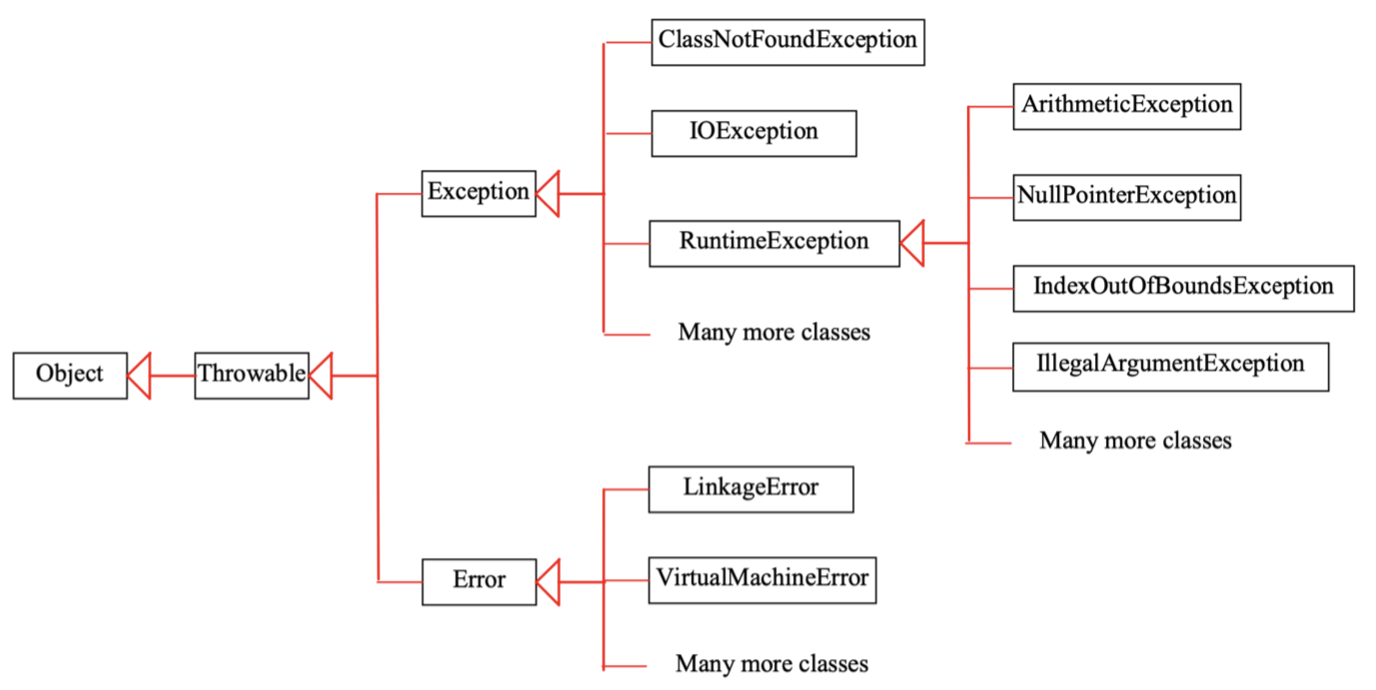 ClassNotFoundException
ArithmeticException
IOException
NullPointerException
Exception
RuntimeException
IndexOutOfBoundsException
Many more classes
IllegalArgumentException
Object
Throwable
Many more classes
LinkageError
Error
VirtualMachineError
Many more classes